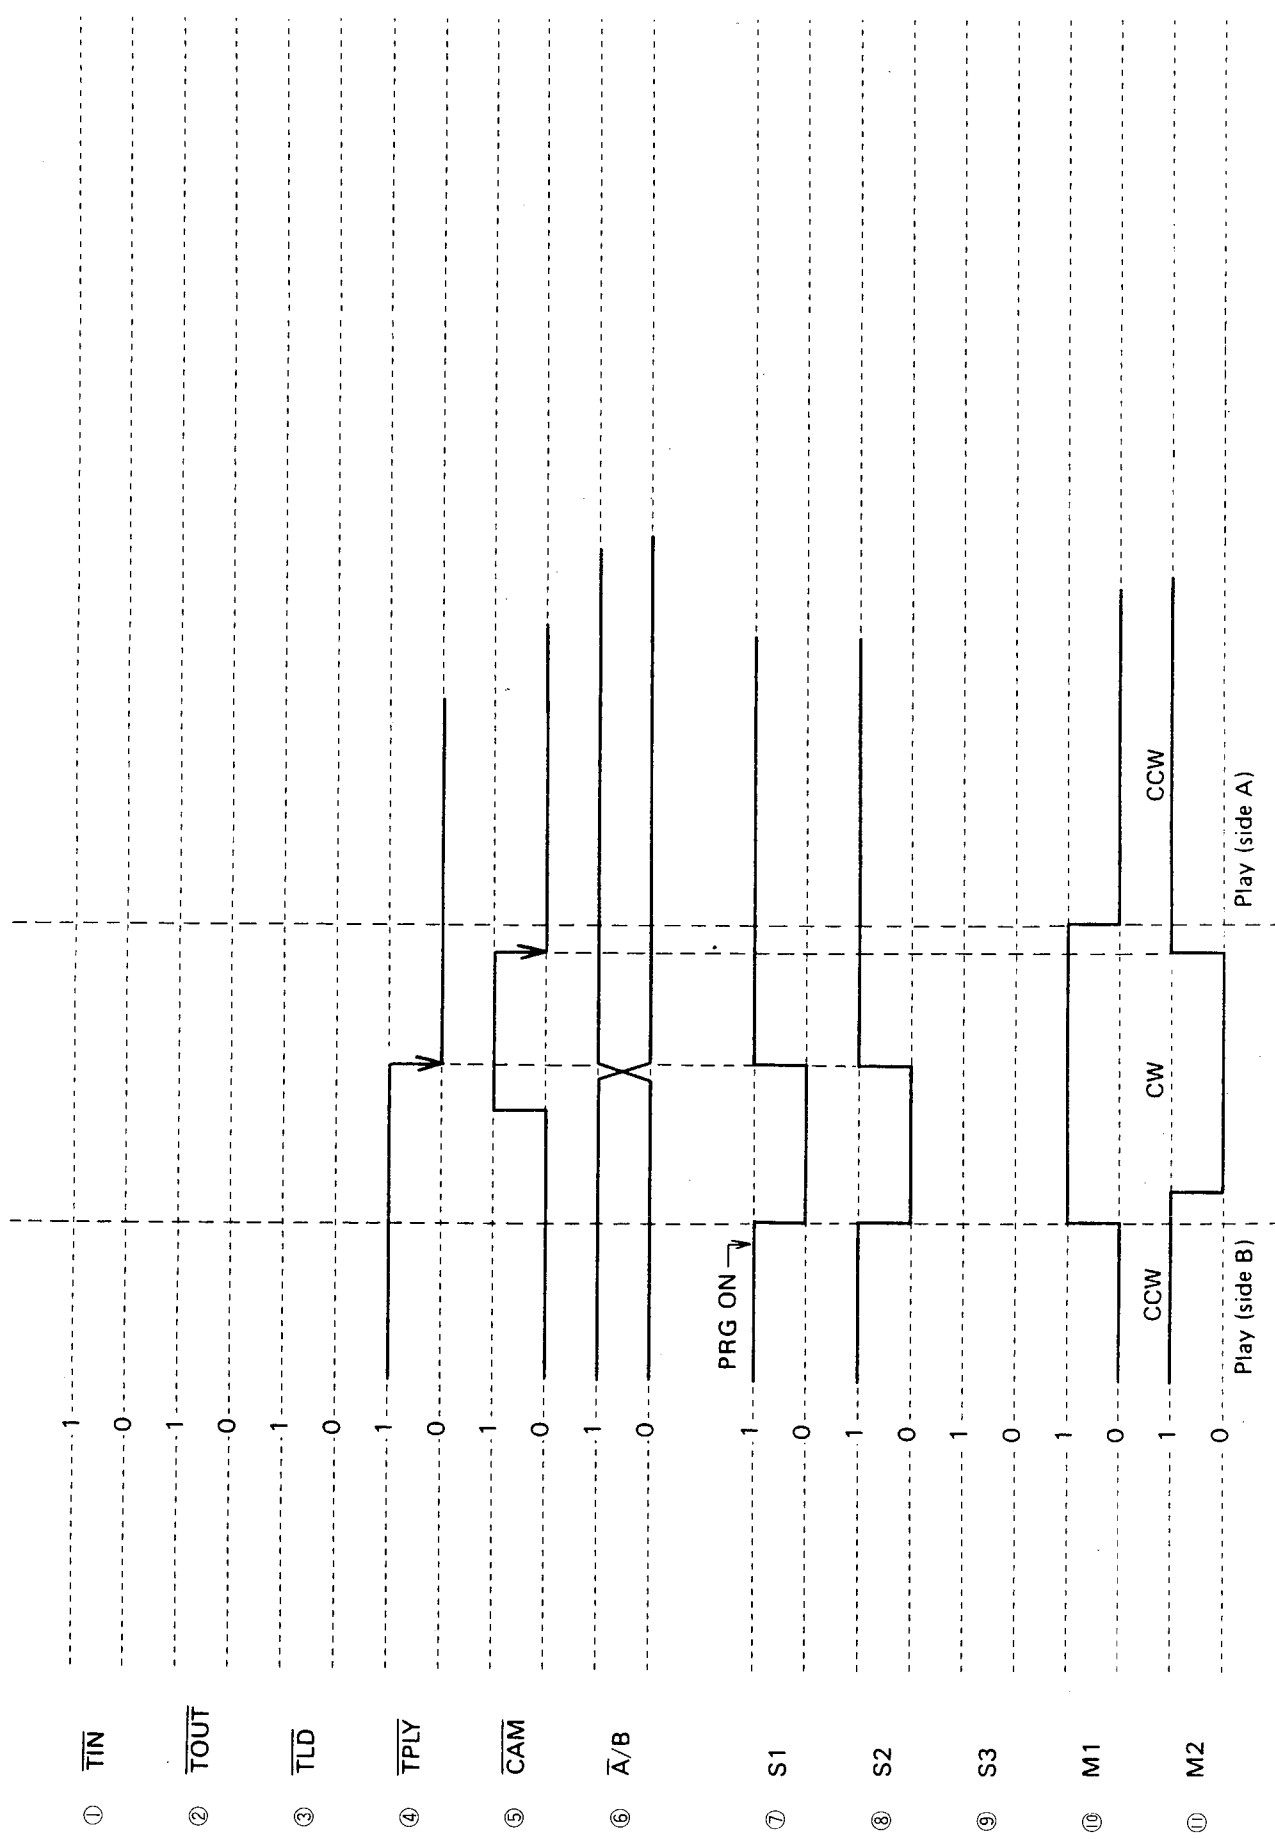 ① TIN 1
0
② TOUT 1
0
③ TLD 1
0
④ TPLY 1
0
⑤ CAM 1
0
⑥ A/B 1
0
PRG ON
⑦ S1 1
0
⑧ S2 1
0
⑨ S3 1
0
⑩ M1 1
0
CCW CW CCW
⑪ M2 1
0
Play (side B) Play (side A)